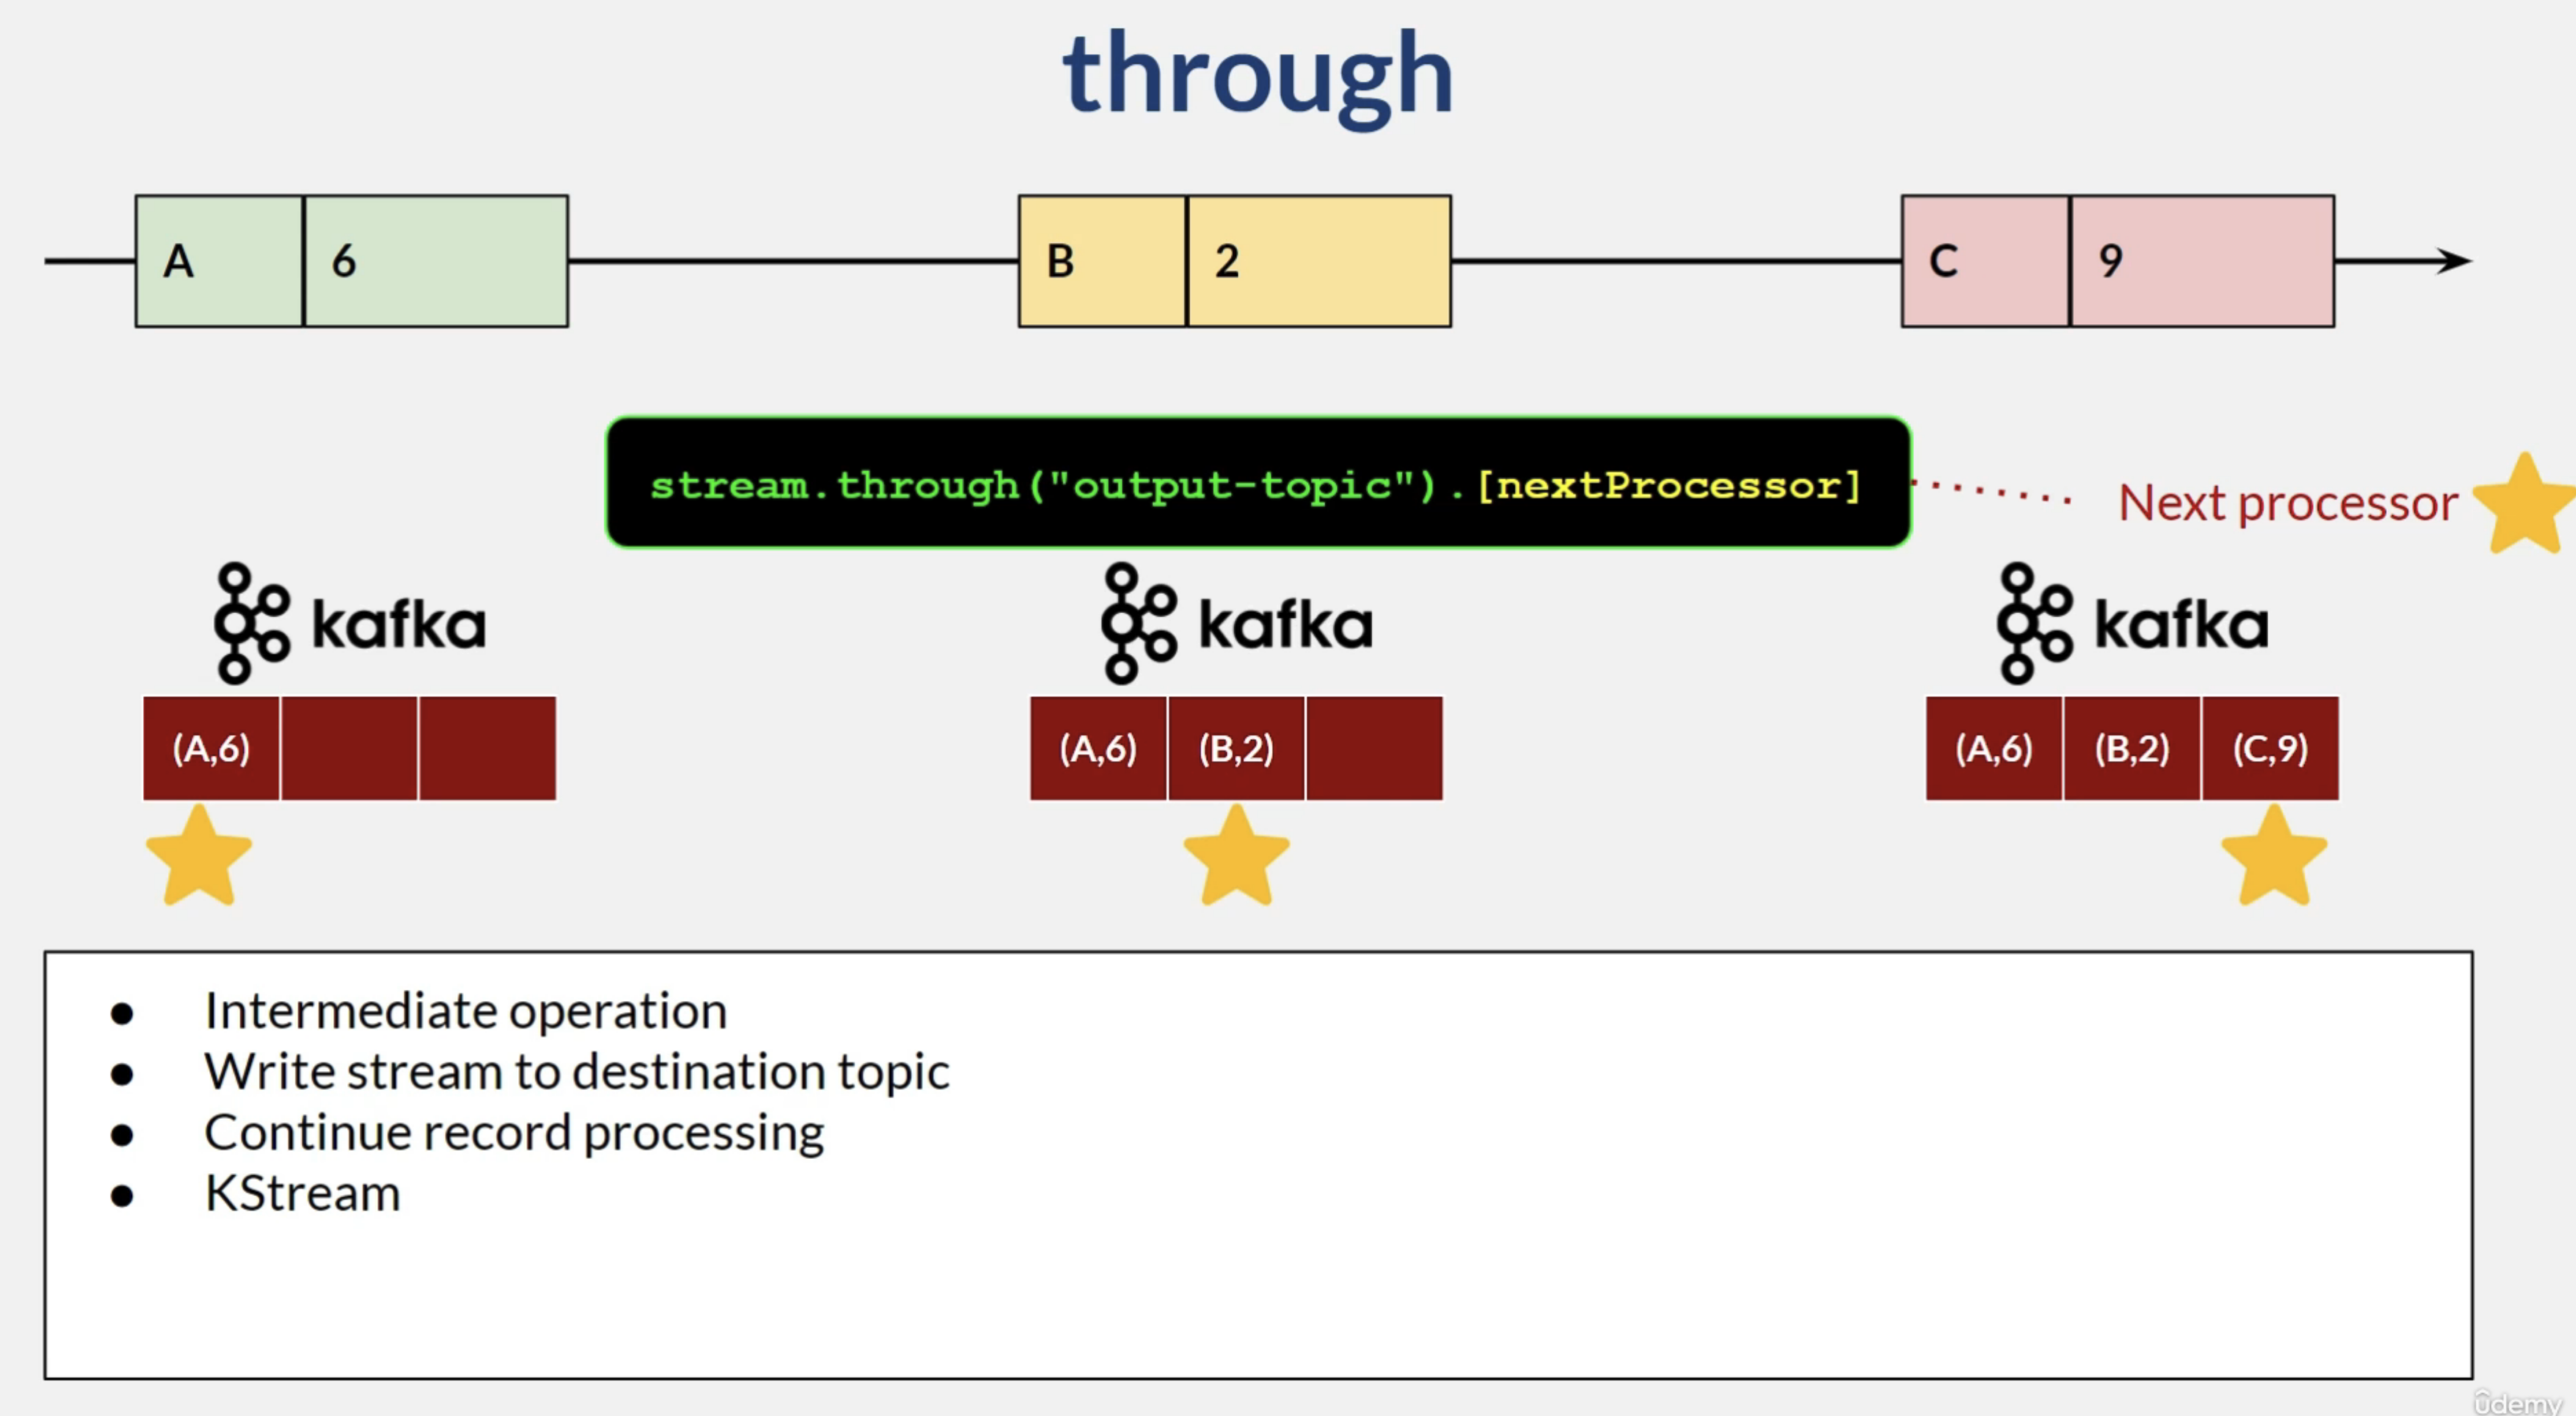 through
A 6 B 2 C 9
stream.through("output-topic").[nextProcessor]
Next processor
kafka kafka kafka
(A,6) (A,6) (B,2) (A,6) (B,2) (C,9)
● Intermediate operation
● Write stream to destination topic
● Continue record processing
● KStream
ûdemy